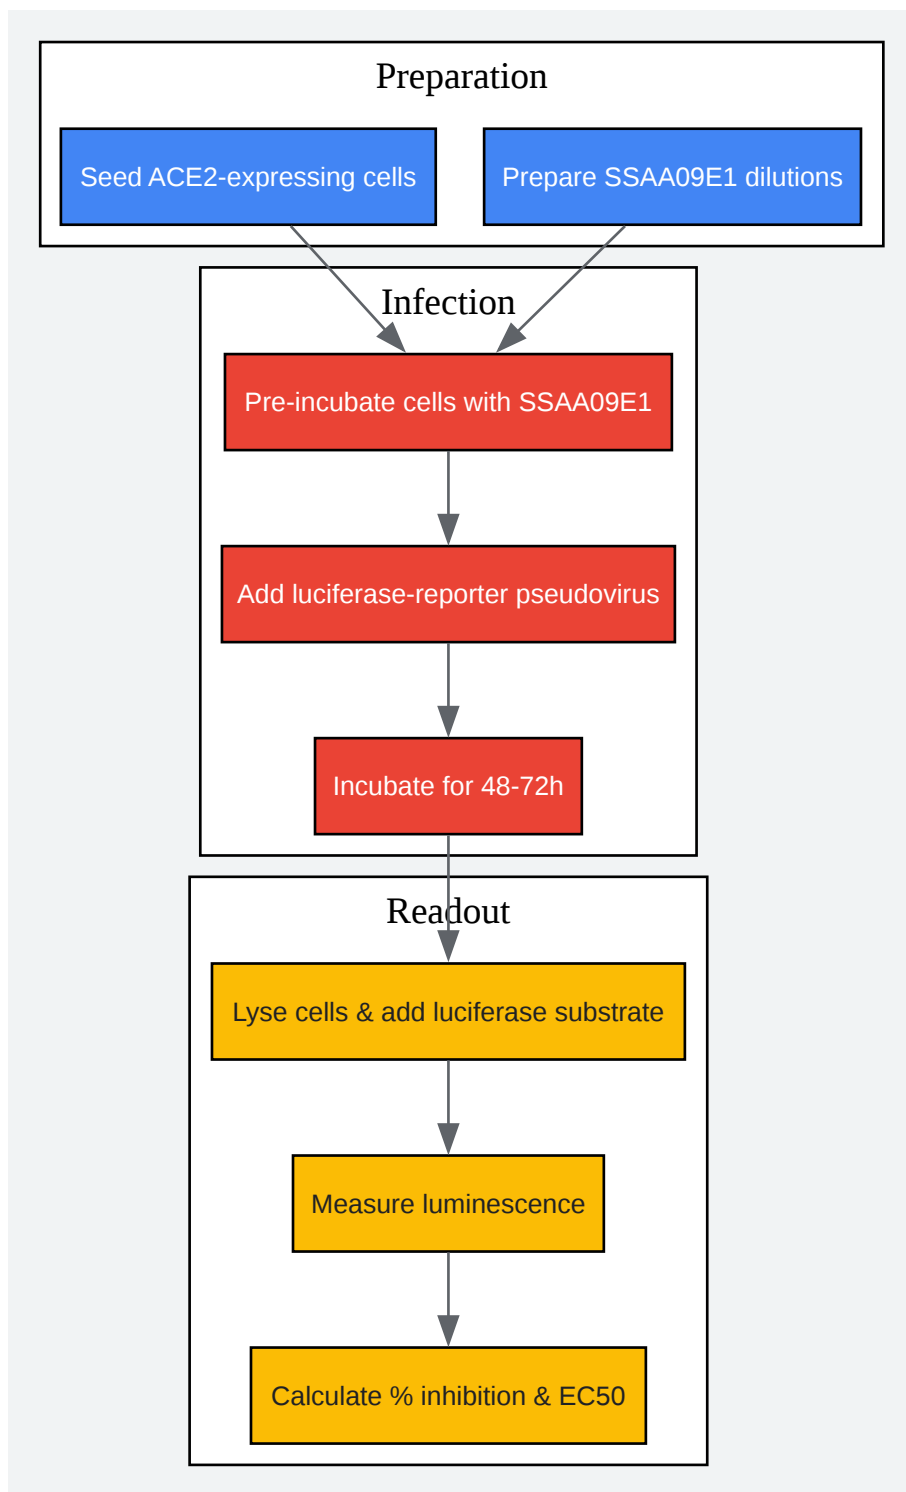 Preparation
Seed ACE2-expressing cells
Prepare SSAA09E1 dilutions
Infection
Pre-incubate cells with SSAA09E1
Add luciferase-reporter pseudovirus
Incubate for 48-72h
Readout
Lyse cells & add luciferase substrate
Measure luminescence
Calculate % inhibition & EC50